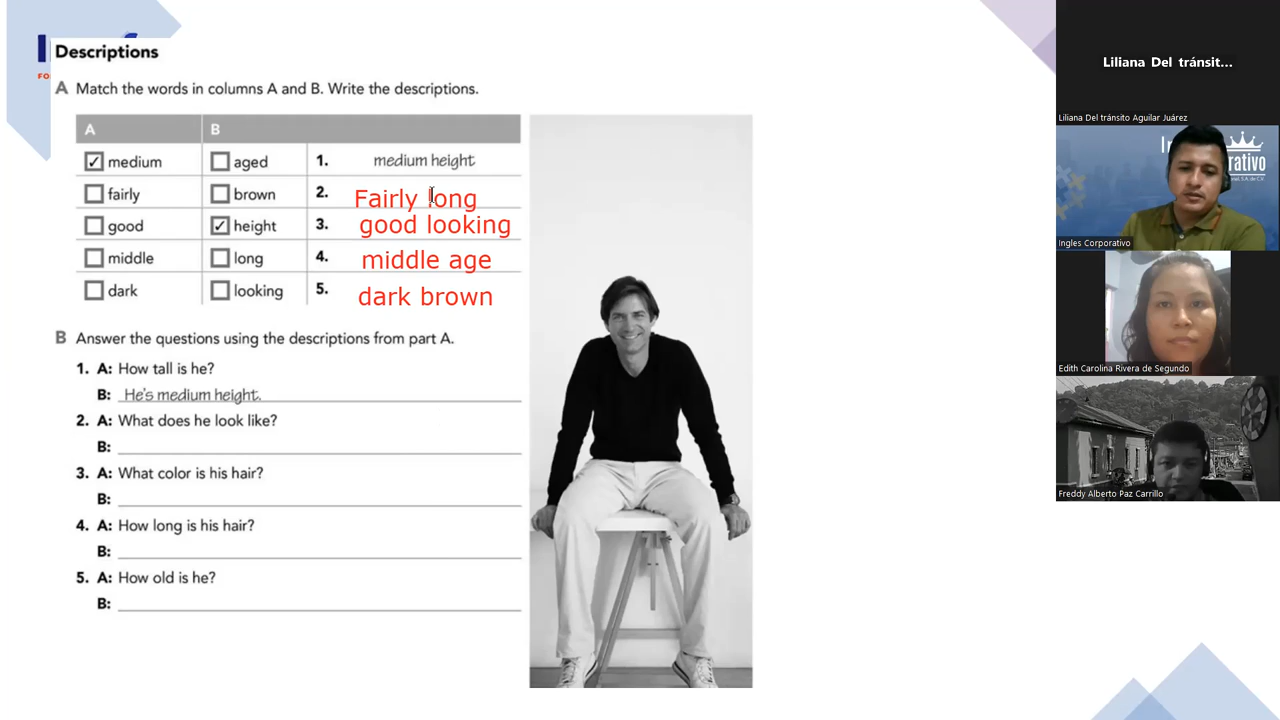 FO
Descriptions
A Match the words in columns A and B. Write the descriptions.
A B
✓ medium aged 1. medium height
fairly brown 2. Fairly long
good ✓ height 3. good looking
middle long 4. middle age
dark looking 5. dark brown
B Answer the questions using the descriptions from part A.
1. A: How tall is he?
B: He's medium height.
2. A: What does he look like?
B:
3. A: What color is his hair?
B:
4. A: How long is his hair?
B:
5. A: How old is he?
B:
Liliana Del tránsit...
Liliana Del tránsito Aguilar Juárez
rativo
Ingles Corporativo
Edith Carolina Rivera de Segundo
Freddy Alberto Paz Carrillo